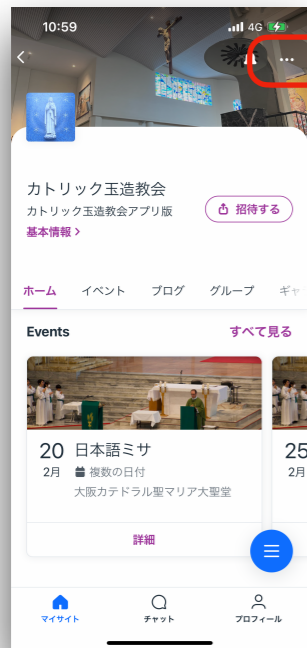 10:59
4G
カトリック玉造教会
カトリック玉造教会アプリ版
基本情報 >
招待する
ホーム イベント ブログ グループ ギャ
Events すべて見る
20 日本語ミサ
2月 複数の日付
大阪カテドラル聖マリア大聖堂
詳細
25
2月
マイサイト チャット プロフィール